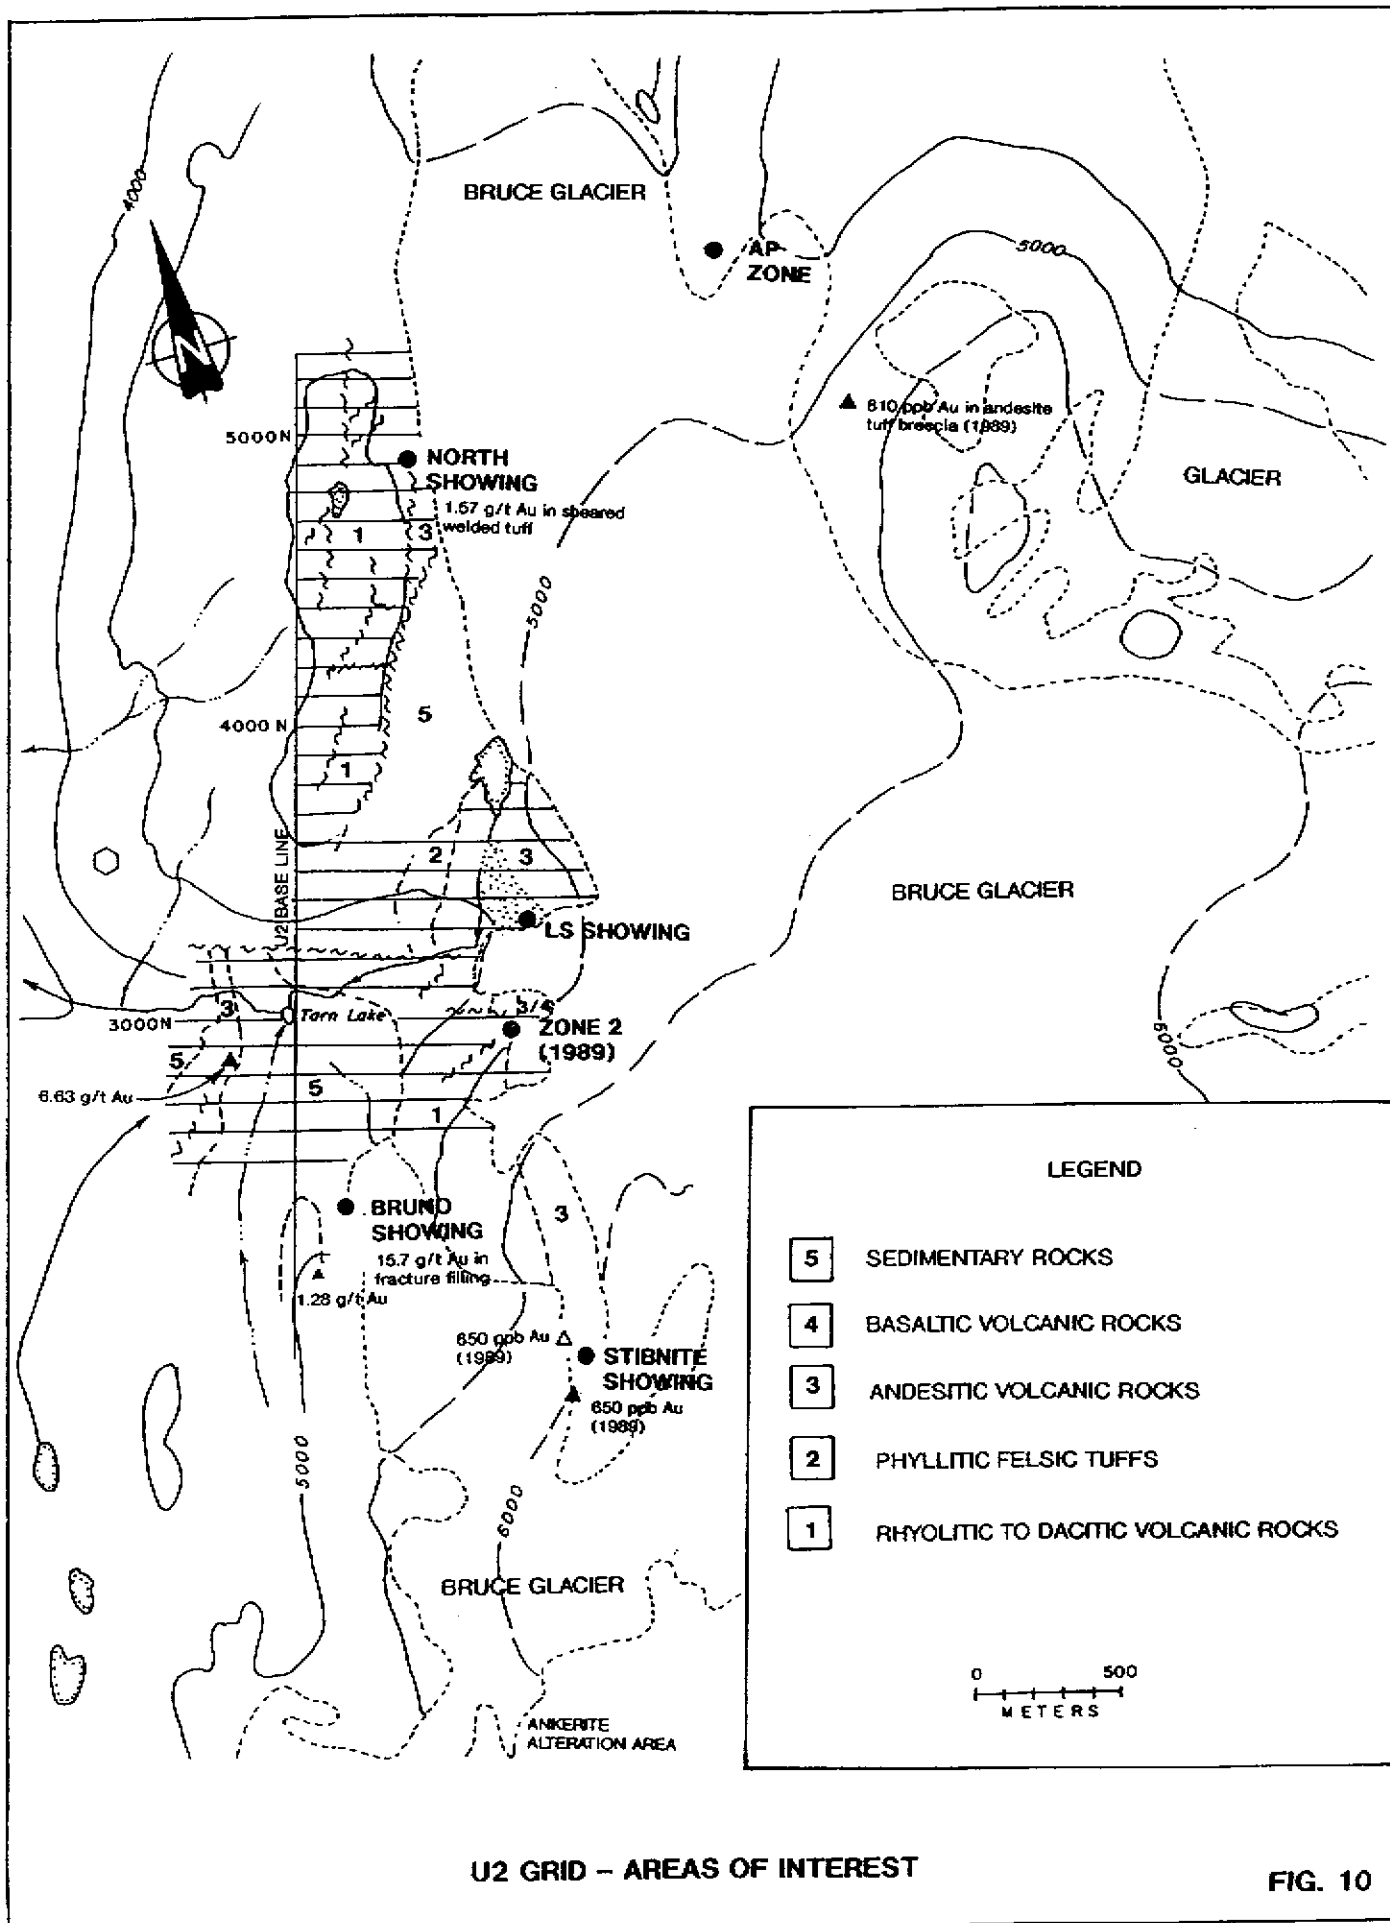 4000
BRUCE GLACIER
AP
ZONE
5000
N
810 ppb Au in andesite
tuff breccia (1989)
5000N
NORTH
SHOWING
GLACIER
1.57 g/t Au in sheared
welded tuff
1
3
5000
5
4000 N
1
U2 BASE LINE
2
3
BRUCE GLACIER
LS SHOWING
3
Tarn Lake
3000N
ZONE 2
(1989)
5
5
6.63 g/t Au
1
6000
BRUNO
SHOWING
3
15.7 g/t Au in
fracture filling
1.28 g/t Au
650 ppb Au
(1989)
STIBNITE
SHOWING
650 ppb Au
(1989)
5000
6000
BRUCE GLACIER
ANKERITE
ALTERATION AREA
LEGEND
5 SEDIMENTARY ROCKS
4 BASALTIC VOLCANIC ROCKS
3 ANDESITIC VOLCANIC ROCKS
2 PHYLLITIC FELSIC TUFFS
1 RHYOLITIC TO DACITIC VOLCANIC ROCKS
0 500
METERS
U2 GRID – AREAS OF INTEREST
FIG. 10